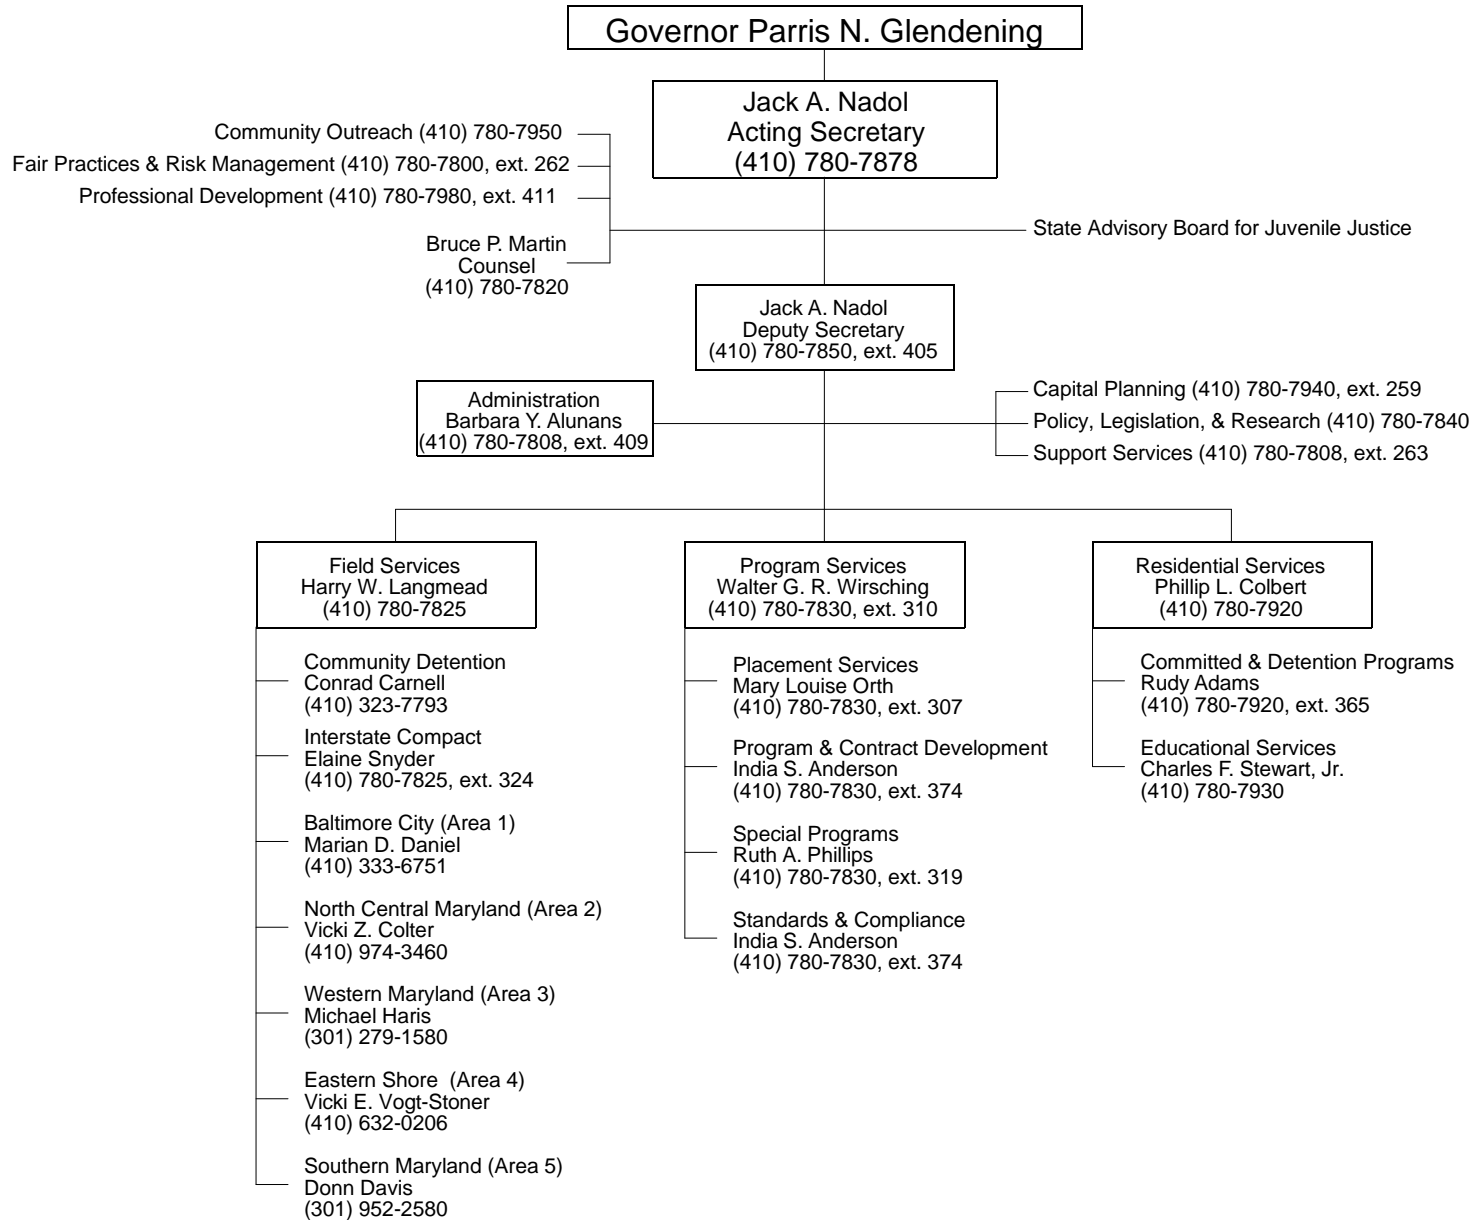 Governor Parris N. Glendening
Jack A. Nadol
Acting Secretary
(410) 780-7878
Community Outreach (410) 780-7950
Fair Practices & Risk Management (410) 780-7800, ext. 262
Professional Development (410) 780-7980, ext. 411
Bruce P. Martin
Counsel
(410) 780-7820
State Advisory Board for Juvenile Justice
Jack A. Nadol
Deputy Secretary
(410) 780-7850, ext. 405
Administration
Barbara Y. Alunans
(410) 780-7808, ext. 409
Capital Planning (410) 780-7940, ext. 259
Policy, Legislation, & Research (410) 780-7840
Support Services (410) 780-7808, ext. 263
Field Services
Harry W. Langmead
(410) 780-7825
Community Detention
Conrad Carnell
(410) 323-7793
Interstate Compact
Elaine Snyder
(410) 780-7825, ext. 324
Baltimore City (Area 1)
Marian D. Daniel
(410) 333-6751
North Central Maryland (Area 2)
Vicki Z. Colter
(410) 974-3460
Western Maryland (Area 3)
Michael Haris
(301) 279-1580
Eastern Shore  (Area 4)
Vicki E. Vogt-Stoner
(410) 632-0206
Southern Maryland (Area 5)
Donn Davis
(301) 952-2580
Program Services
Walter G. R. Wirsching
(410) 780-7830, ext. 310
Placement Services
Mary Louise Orth
(410) 780-7830, ext. 307
Program & Contract Development
India S. Anderson
(410) 780-7830, ext. 374
Special Programs
Ruth A. Phillips
(410) 780-7830, ext. 319
Standards & Compliance
India S. Anderson
(410) 780-7830, ext. 374
Residential Services
Phillip L. Colbert
(410) 780-7920
Committed & Detention Programs
Rudy Adams
(410) 780-7920, ext. 365
Educational Services
Charles F. Stewart, Jr.
(410) 780-7930